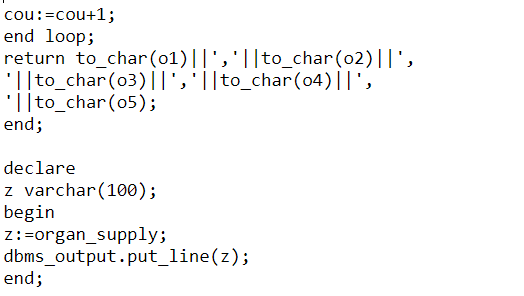 cou:=cou+1;
end loop;
return to_char(o1)||','||to_char(o2)||',
'||to_char(o3)||','||to_char(o4)||',
'||to_char(o5);
end;
declare
z varchar(100);
begin
z:=organ_supply;
dbms_output.put_line(z);
end;